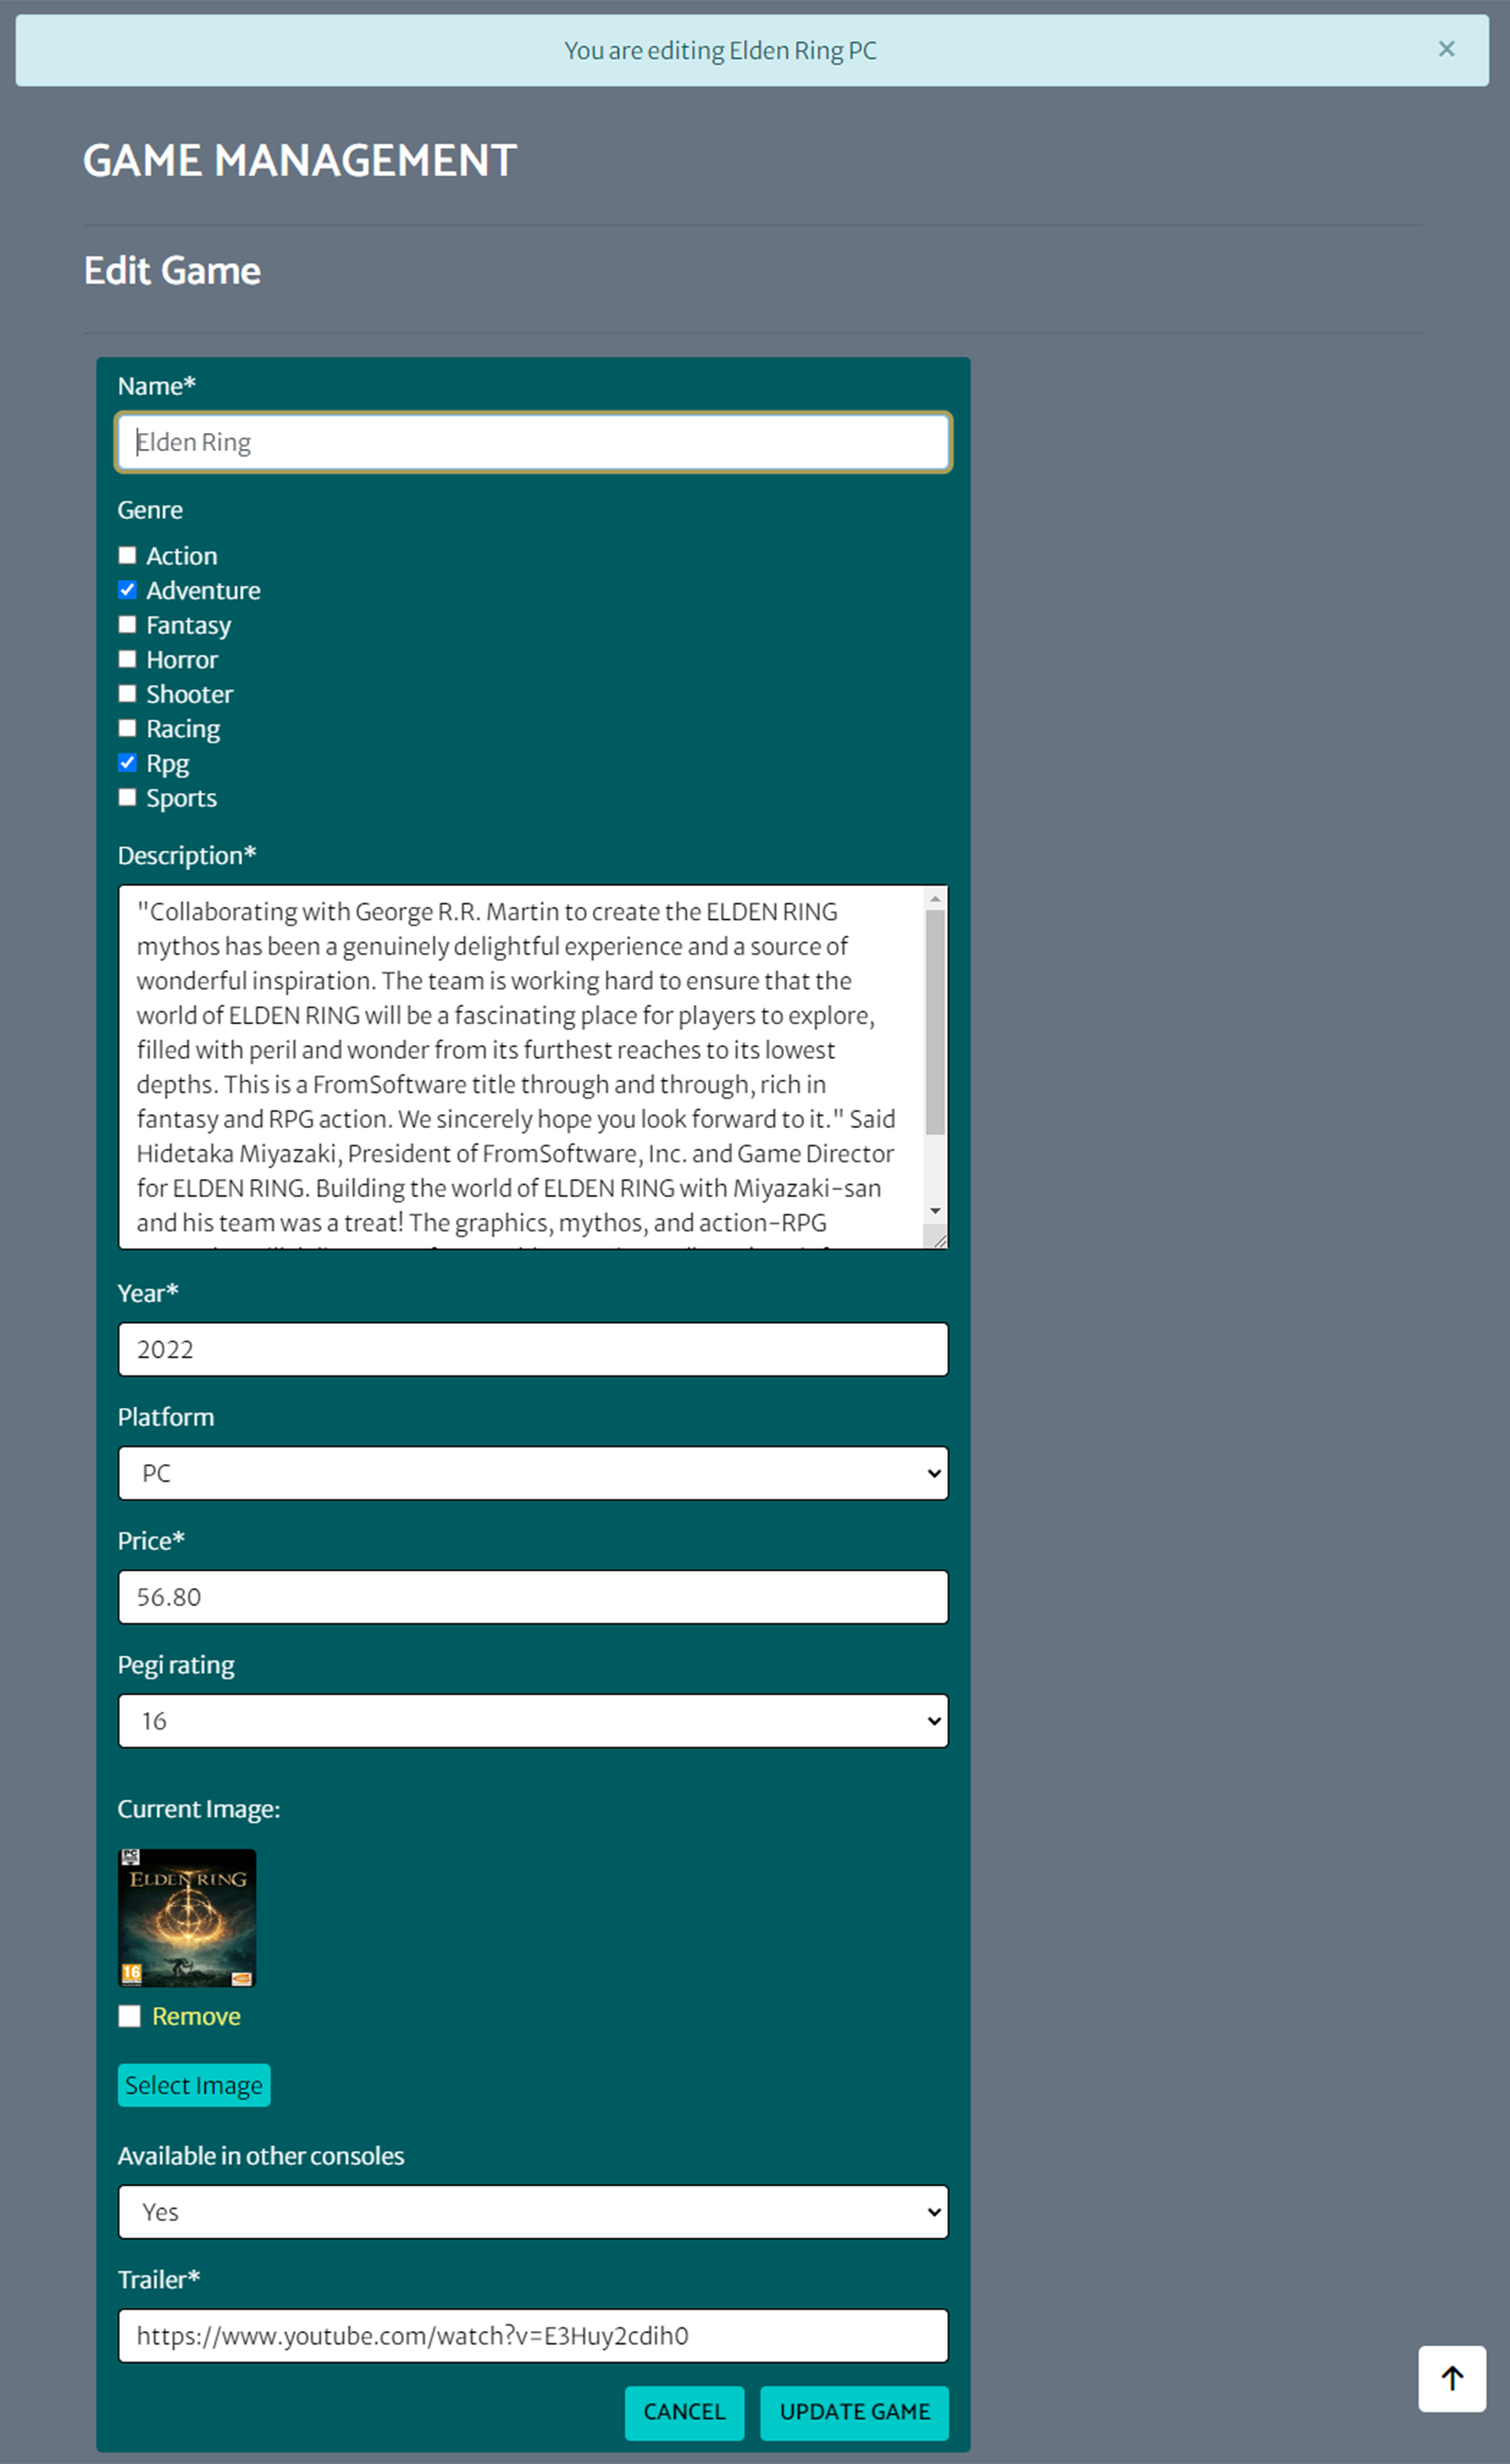 You are editing Elden Ring PC
×
GAME MANAGEMENT
Edit Game
Name*
Elden Ring
Genre
Action
Adventure
Fantasy
Horror
Shooter
Racing
Rpg
Sports
Description*
"Collaborating with George R.R. Martin to create the ELDEN RING
mythos has been a genuinely delightful experience and a source of
wonderful inspiration. The team is working hard to ensure that the
world of ELDEN RING will be a fascinating place for players to explore,
filled with peril and wonder from its furthest reaches to its lowest
depths. This is a FromSoftware title through and through, rich in
fantasy and RPG action. We sincerely hope you look forward to it." Said
Hidetaka Miyazaki, President of FromSoftware, Inc. and Game Director
for ELDEN RING. Building the world of ELDEN RING with Miyazaki-san
and his team was a treat! The graphics, mythos, and action-RPG
Year*
2022
Platform
PC
Price*
56.80
Pegi rating
16
Current Image:
PC
ELDEN RING
16
Remove
Select Image
Available in other consoles
Yes
Trailer*
https://www.youtube.com/watch?v=E3Huy2cdih0
CANCEL
UPDATE GAME